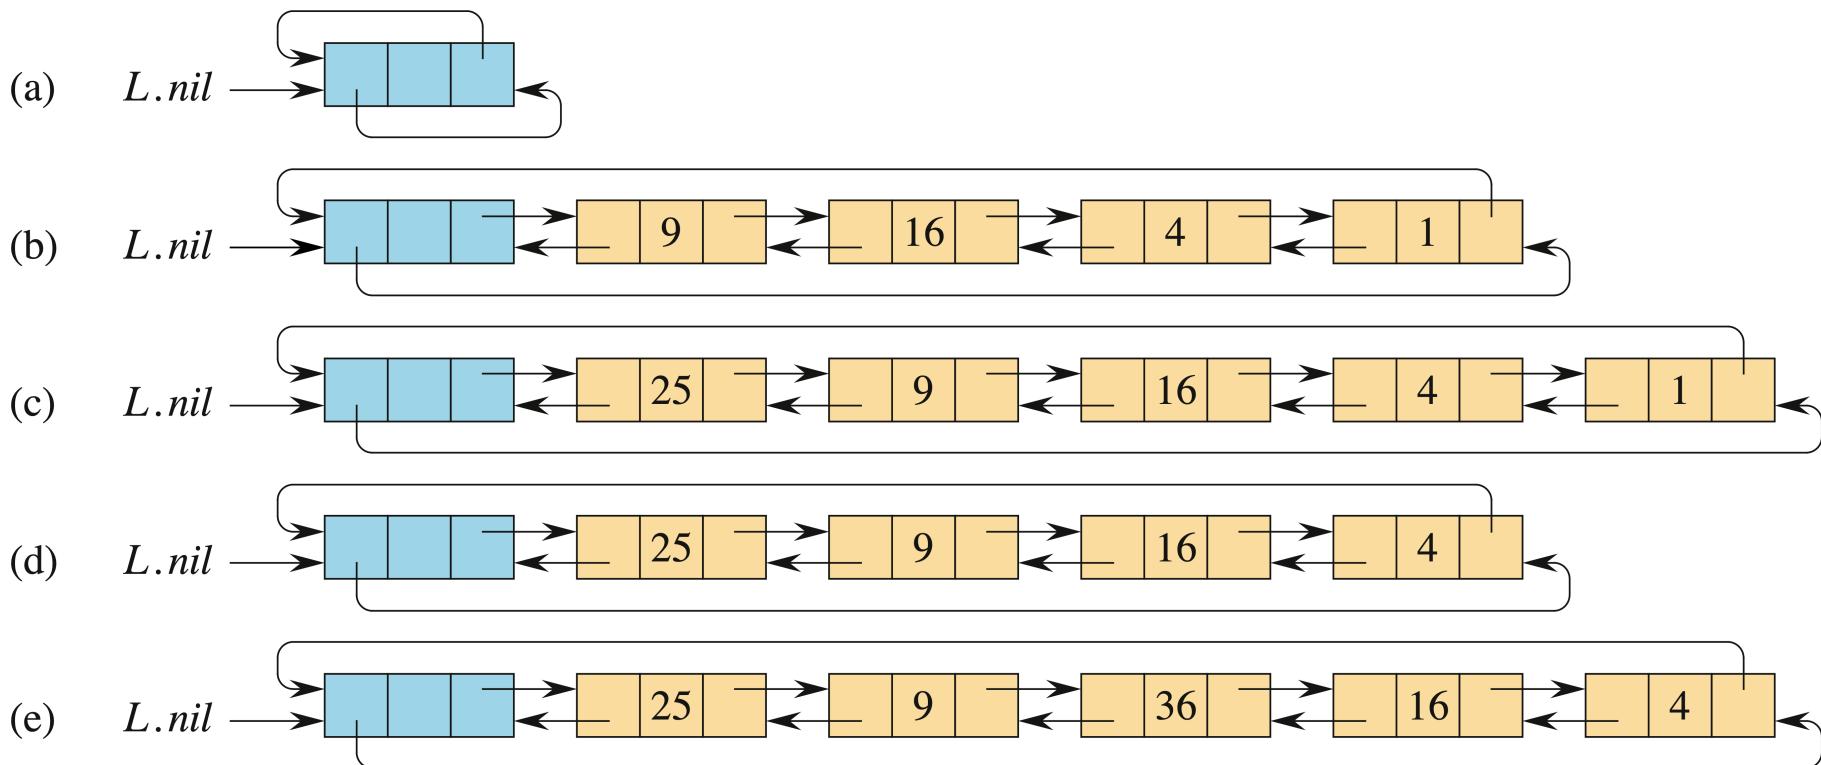 (a) L.nil
(b) L.nil 9 16 4 1
(c) L.nil 25 9 16 4 1
(d) L.nil 25 9 16 4
(e) L.nil 25 9 36 16 4